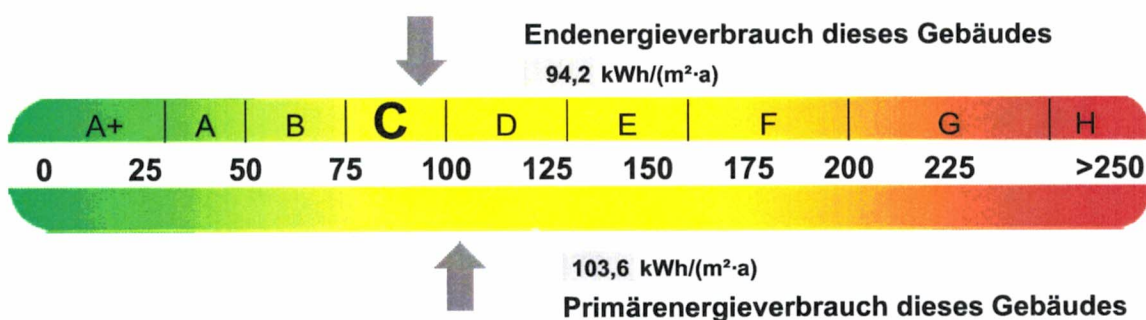 Endenergieverbrauch dieses Gebäudes
94,2 kWh/(m²·a)
A+ A B C D E F G H
0 25 50 75 100 125 150 175 200 225 >250
103,6 kWh/(m²·a)
Primärenergieverbrauch dieses Gebäudes